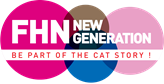 FHN NEW
GENERATION
BE PART OF THE CAT STORY !